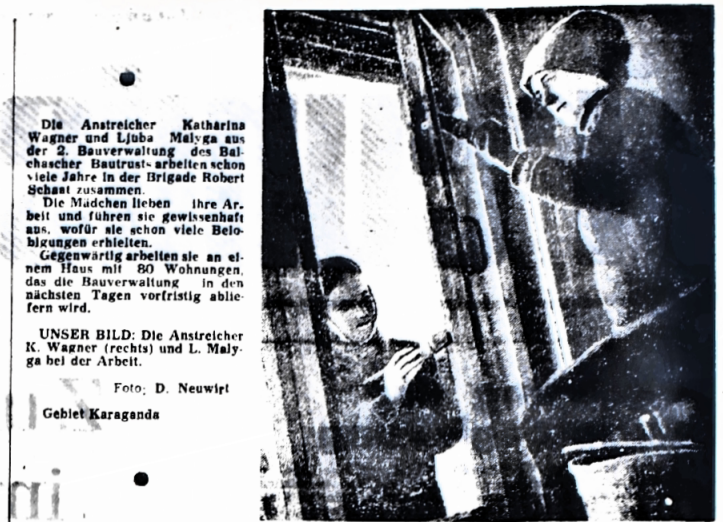 Die Anstreicher Katharina
Wagner und Ljuba Malyga aus
der 2. Bauverwaltung des Bal-
chascher Bautrusts arbeiten schon
viele Jahre in der Brigade Robert
Schaat zusammen.
Die Mädchen lieben ihre Ar-
beit und führen sie gewissenhaft
aus, wofür sie schon viele Belo-
bigungen erhielten.
Gegenwärtig arbeiten sie an ei-
nem Haus mit 80 Wohnungen,
das die Bauverwaltung in den
nächsten Tagen vorfristig ablie-
fern wird.
UNSER BILD: Die Anstreicher
K. Wagner (rechts) und L. Maly-
ga bei der Arbeit.
Foto: D. Neuwirt
Gebiet Karaganda